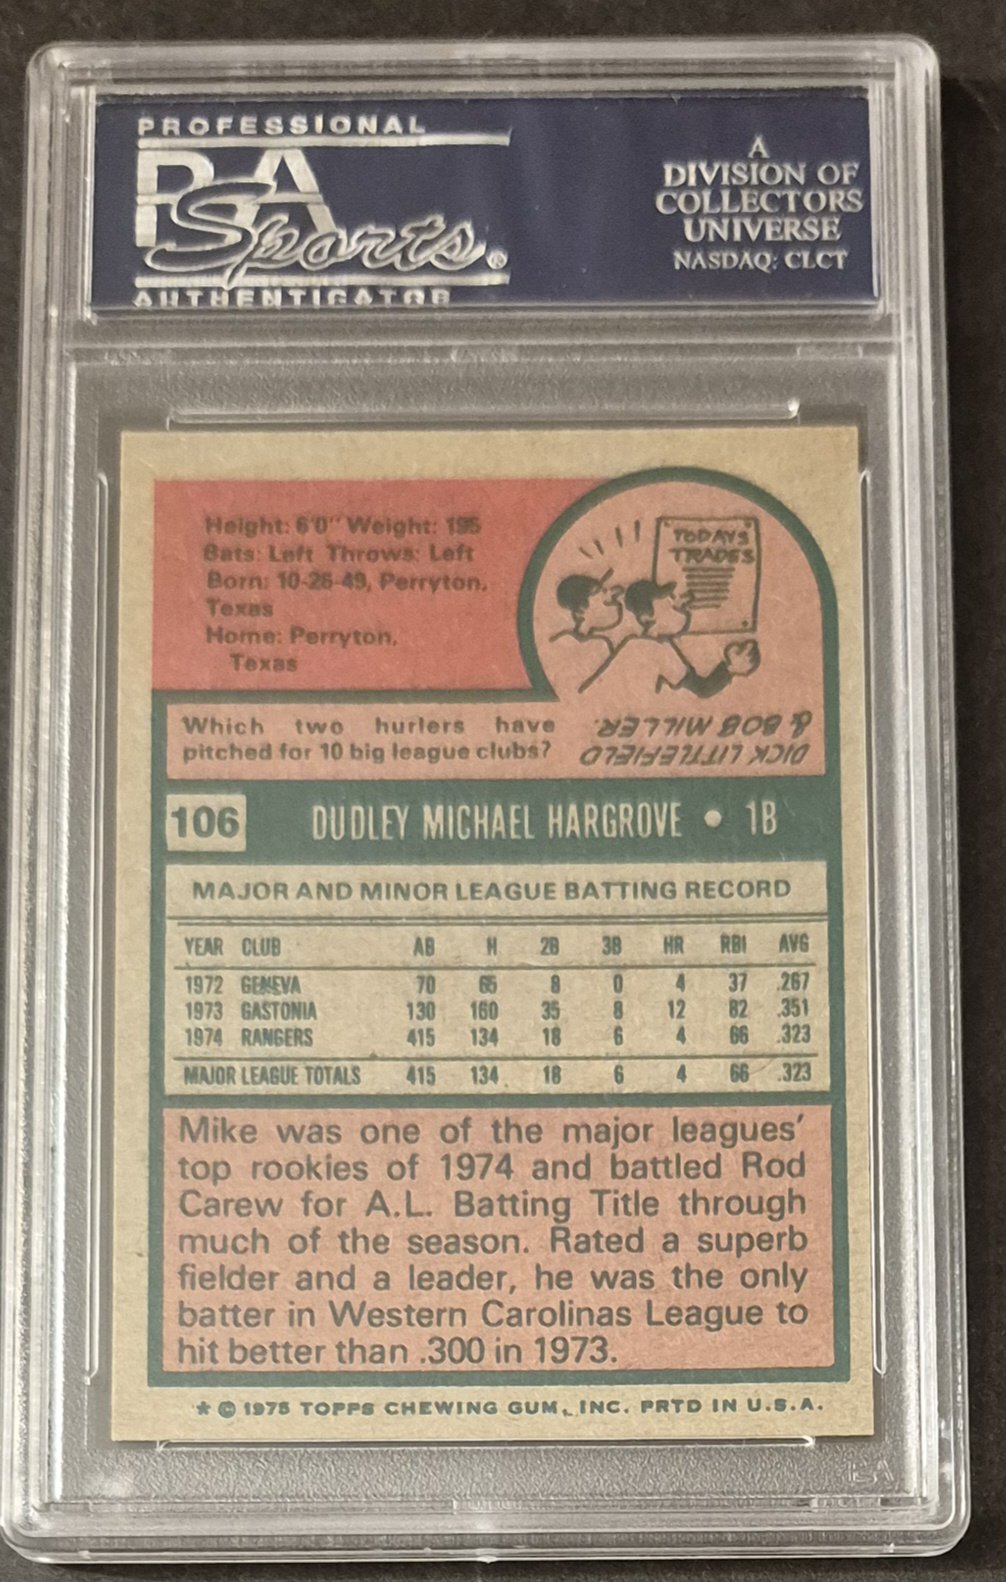 PROFESSIONAL
PSA
Sports®
AUTHENTICATOR
A
DIVISION OF
COLLECTORS
UNIVERSE
NASDAQ: CLCT
Height: 6'0" Weight: 195
Bats: Left Throws: Left
Born: 10-26-49, Perryton,
Texas
Home: Perryton,
Texas
TODAYS
TRADES
Which two hurlers have
pitched for 10 big league clubs?
DICK LITTLEFIELD
& BOB MILLER.
106 DUDLEY MICHAEL HARGROVE • 1B
MAJOR AND MINOR LEAGUE BATTING RECORD
YEAR CLUB AB H 2B 3B HR RBI AVG
1972 GENEVA 70 65 8 0 4 37 .267
1973 GASTONIA 130 160 35 8 12 82 .351
1974 RANGERS 415 134 18 6 4 66 .323
MAJOR LEAGUE TOTALS 415 134 18 6 4 66 .323
Mike was one of the major leagues'
top rookies of 1974 and battled Rod
Carew for A.L. Batting Title through
much of the season. Rated a superb
fielder and a leader, he was the only
batter in Western Carolinas League to
hit better than .300 in 1973.
* © 1975 TOPPS CHEWING GUM, INC. PRTD IN U.S.A.
PSA